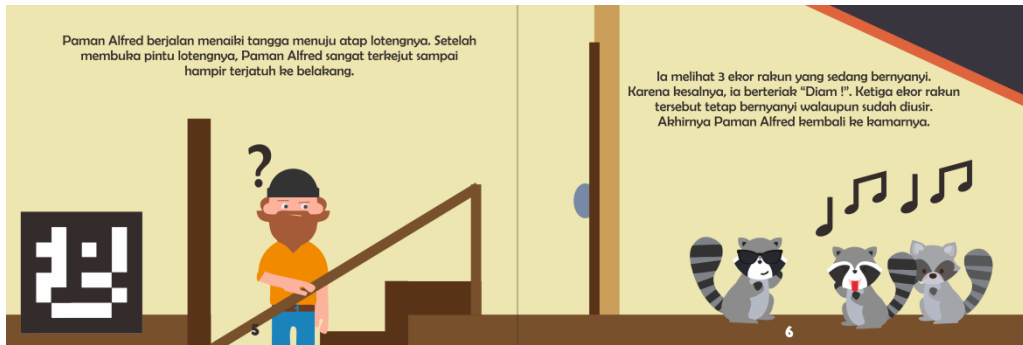 Paman Alfred berjalan menaiki tangga menuju atap lotengnya. Setelah
membuka pintu lotengnya, Paman Alfred sangat terkejut sampai
hampir terjatuh ke belakang.
?
5
Ia melihat 3 ekor rakun yang sedang bernyanyi.
Karena kesalnya, ia berteriak “Diam !”. Ketiga ekor rakun
tersebut tetap bernyanyi walaupun sudah diusir.
Akhirnya Paman Alfred kembali ke kamarnya.
6